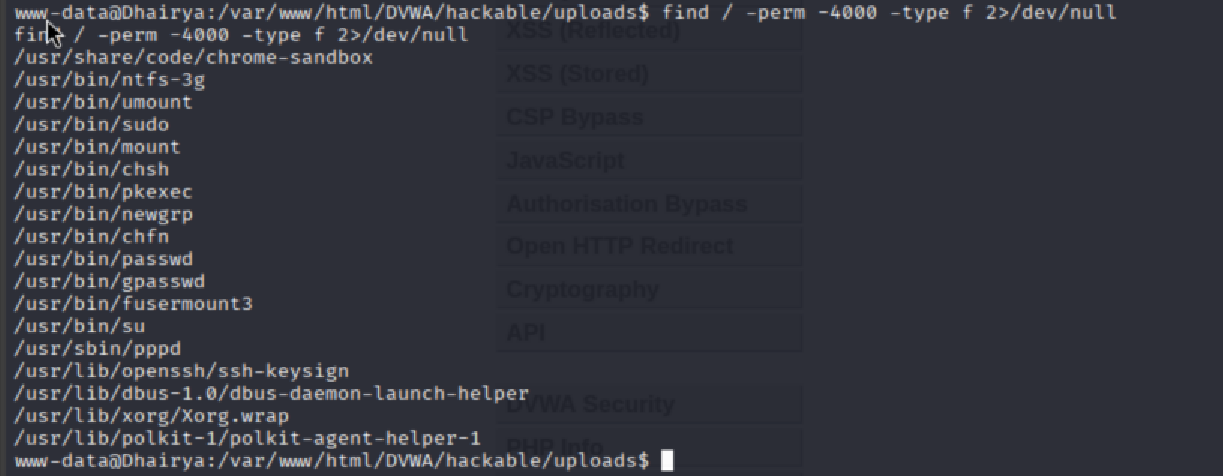 www-data@Dhairya:/var/www/html/DVWA/hackable/uploads$ find / -perm -4000 -type f 2>/dev/null
find / -perm -4000 -type f 2>/dev/null
/usr/share/code/chrome-sandbox
/usr/bin/ntfs-3g
/usr/bin/umount
/usr/bin/sudo
/usr/bin/mount
/usr/bin/chsh
/usr/bin/pkexec
/usr/bin/newgrp
/usr/bin/chfn
/usr/bin/passwd
/usr/bin/gpasswd
/usr/bin/fusermount3
/usr/bin/su
/usr/sbin/pppd
/usr/lib/openssh/ssh-keysign
/usr/lib/dbus-1.0/dbus-daemon-launch-helper
/usr/lib/xorg/Xorg.wrap
/usr/lib/polkit-1/polkit-agent-helper-1
www-data@Dhairya:/var/www/html/DVWA/hackable/uploads$
XSS (Reflected)
XSS (Stored)
CSP Bypass
JavaScript
Authorisation Bypass
Open HTTP Redirect
Cryptography
API
DVWA Security
PHP Info